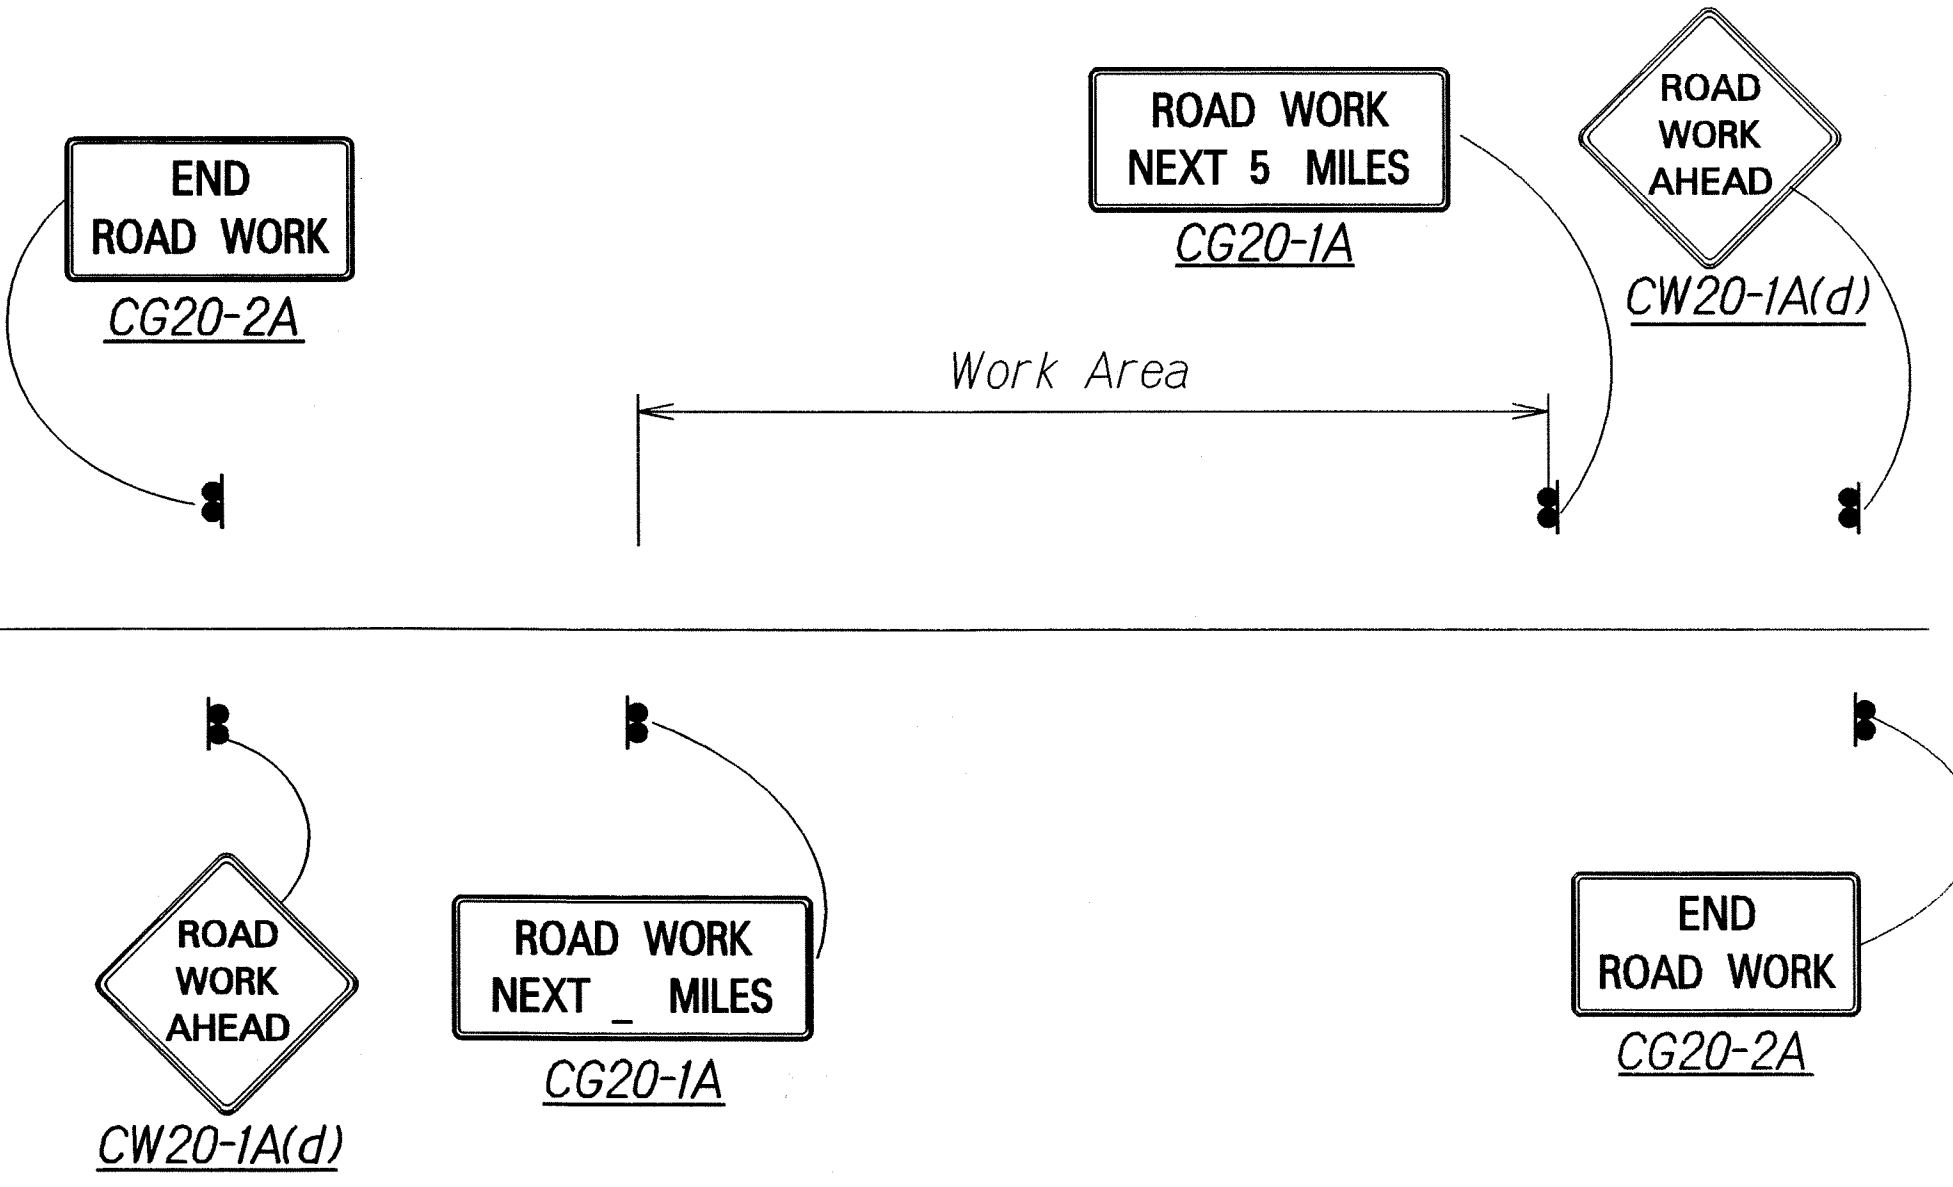 END
ROAD WORK
CG20-2A
ROAD WORK
NEXT 5 MILES
CG20-1A
ROAD
WORK
AHEAD
CW20-1A(d)
Work Area
ROAD
WORK
AHEAD
CW20-1A(d)
ROAD WORK
NEXT _ MILES
CG20-1A
END
ROAD WORK
CG20-2A